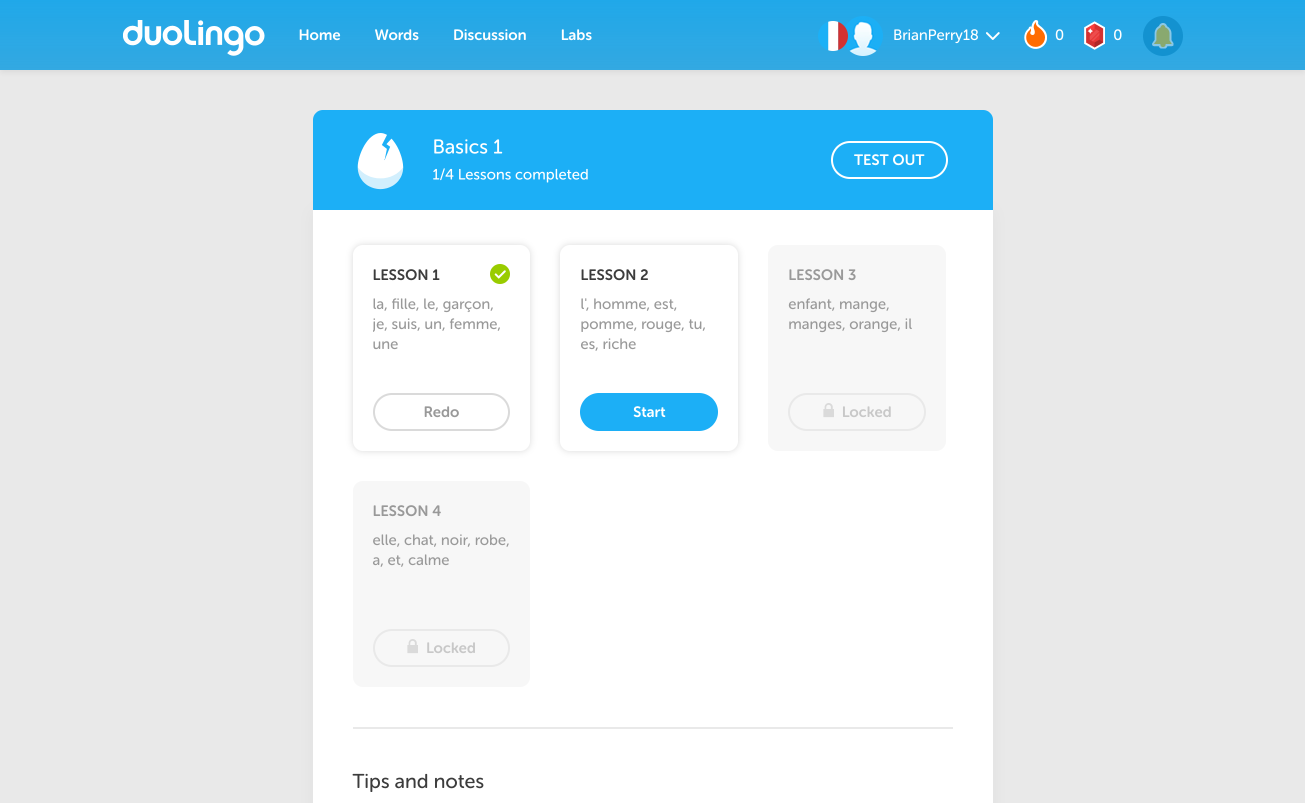 duolingo
Home Words Discussion Labs
BrianPerry18 0 0
Basics 1
1/4 Lessons completed
TEST OUT
LESSON 1
la, fille, le, garçon,
je, suis, un, femme,
une
Redo
LESSON 2
l', homme, est,
pomme, rouge, tu,
es, riche
Start
LESSON 3
enfant, mange,
manges, orange, il
Locked
LESSON 4
elle, chat, noir, robe,
a, et, calme
Locked
Tips and notes